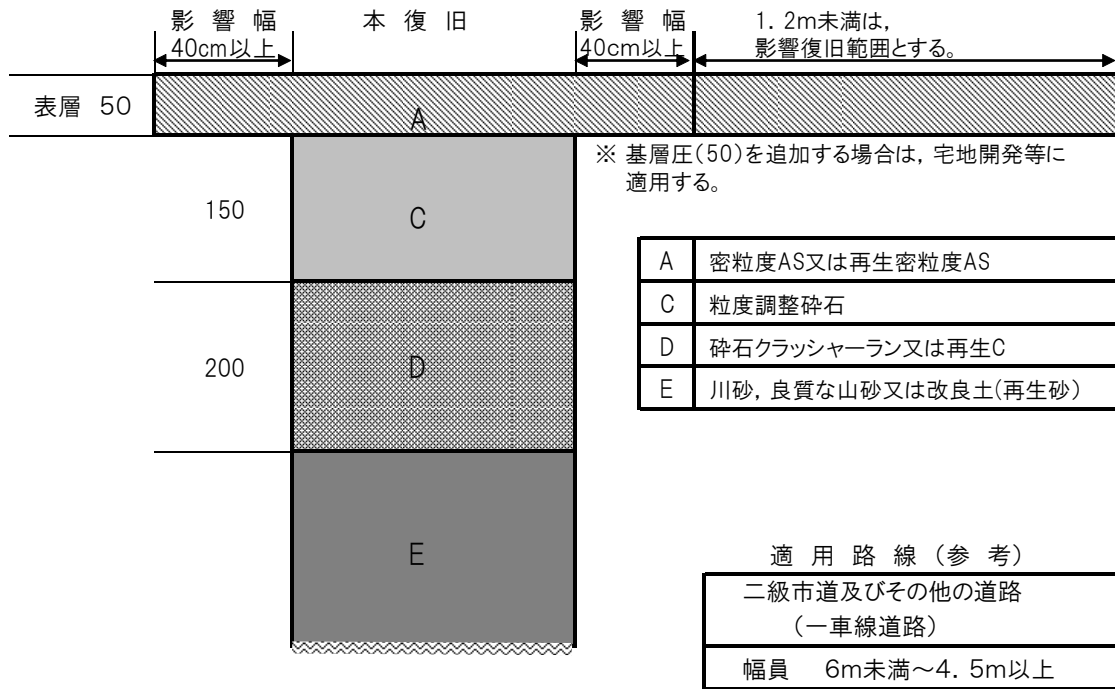 影 響 幅
40cm以上
本 復 旧
影 響 幅
40cm以上
1．2m未満は，
影響復旧範囲とする。
表層 50
A
※ 基層圧(50)を追加する場合は，宅地開発等に
適用する。
150
C
A 密粒度AS又は再生密粒度AS
C 粒度調整砕石
D 砕石クラッシャーラン又は再生C
E 川砂，良質な山砂又は改良土(再生砂)
200
D
E
適 用 路 線 (参 考)
二級市道及びその他の道路
(一車線道路)
幅員 6m未満～4．5m以上